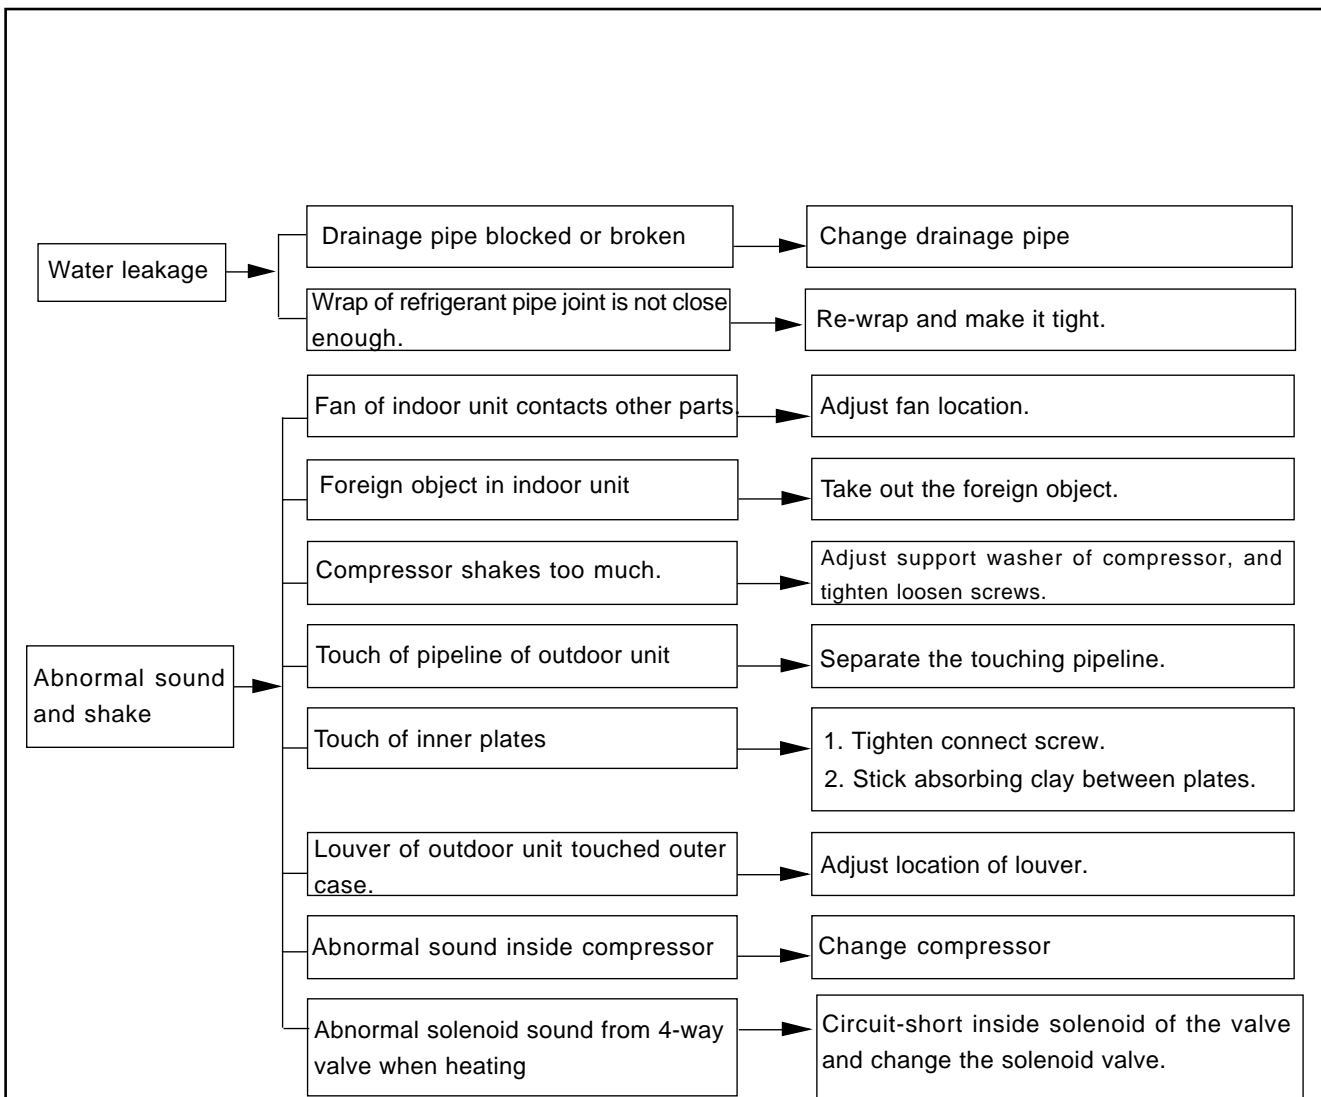 Water leakage
Drainage pipe blocked or broken
Change drainage pipe
Wrap of refrigerant pipe joint is not close
enough.
Re-wrap and make it tight.
Abnormal sound
and shake
Fan of indoor unit contacts other parts.
Adjust fan location.
Foreign object in indoor unit
Take out the foreign object.
Compressor shakes too much.
Adjust support washer of compressor, and
tighten loosen screws.
Touch of pipeline of outdoor unit
Separate the touching pipeline.
Touch of inner plates
1. Tighten connect screw.
2. Stick absorbing clay between plates.
Louver of outdoor unit touched outer
case.
Adjust location of louver.
Abnormal sound inside compressor
Change compressor
Abnormal solenoid sound from 4-way
valve when heating
Circuit-short inside solenoid of the valve
and change the solenoid valve.